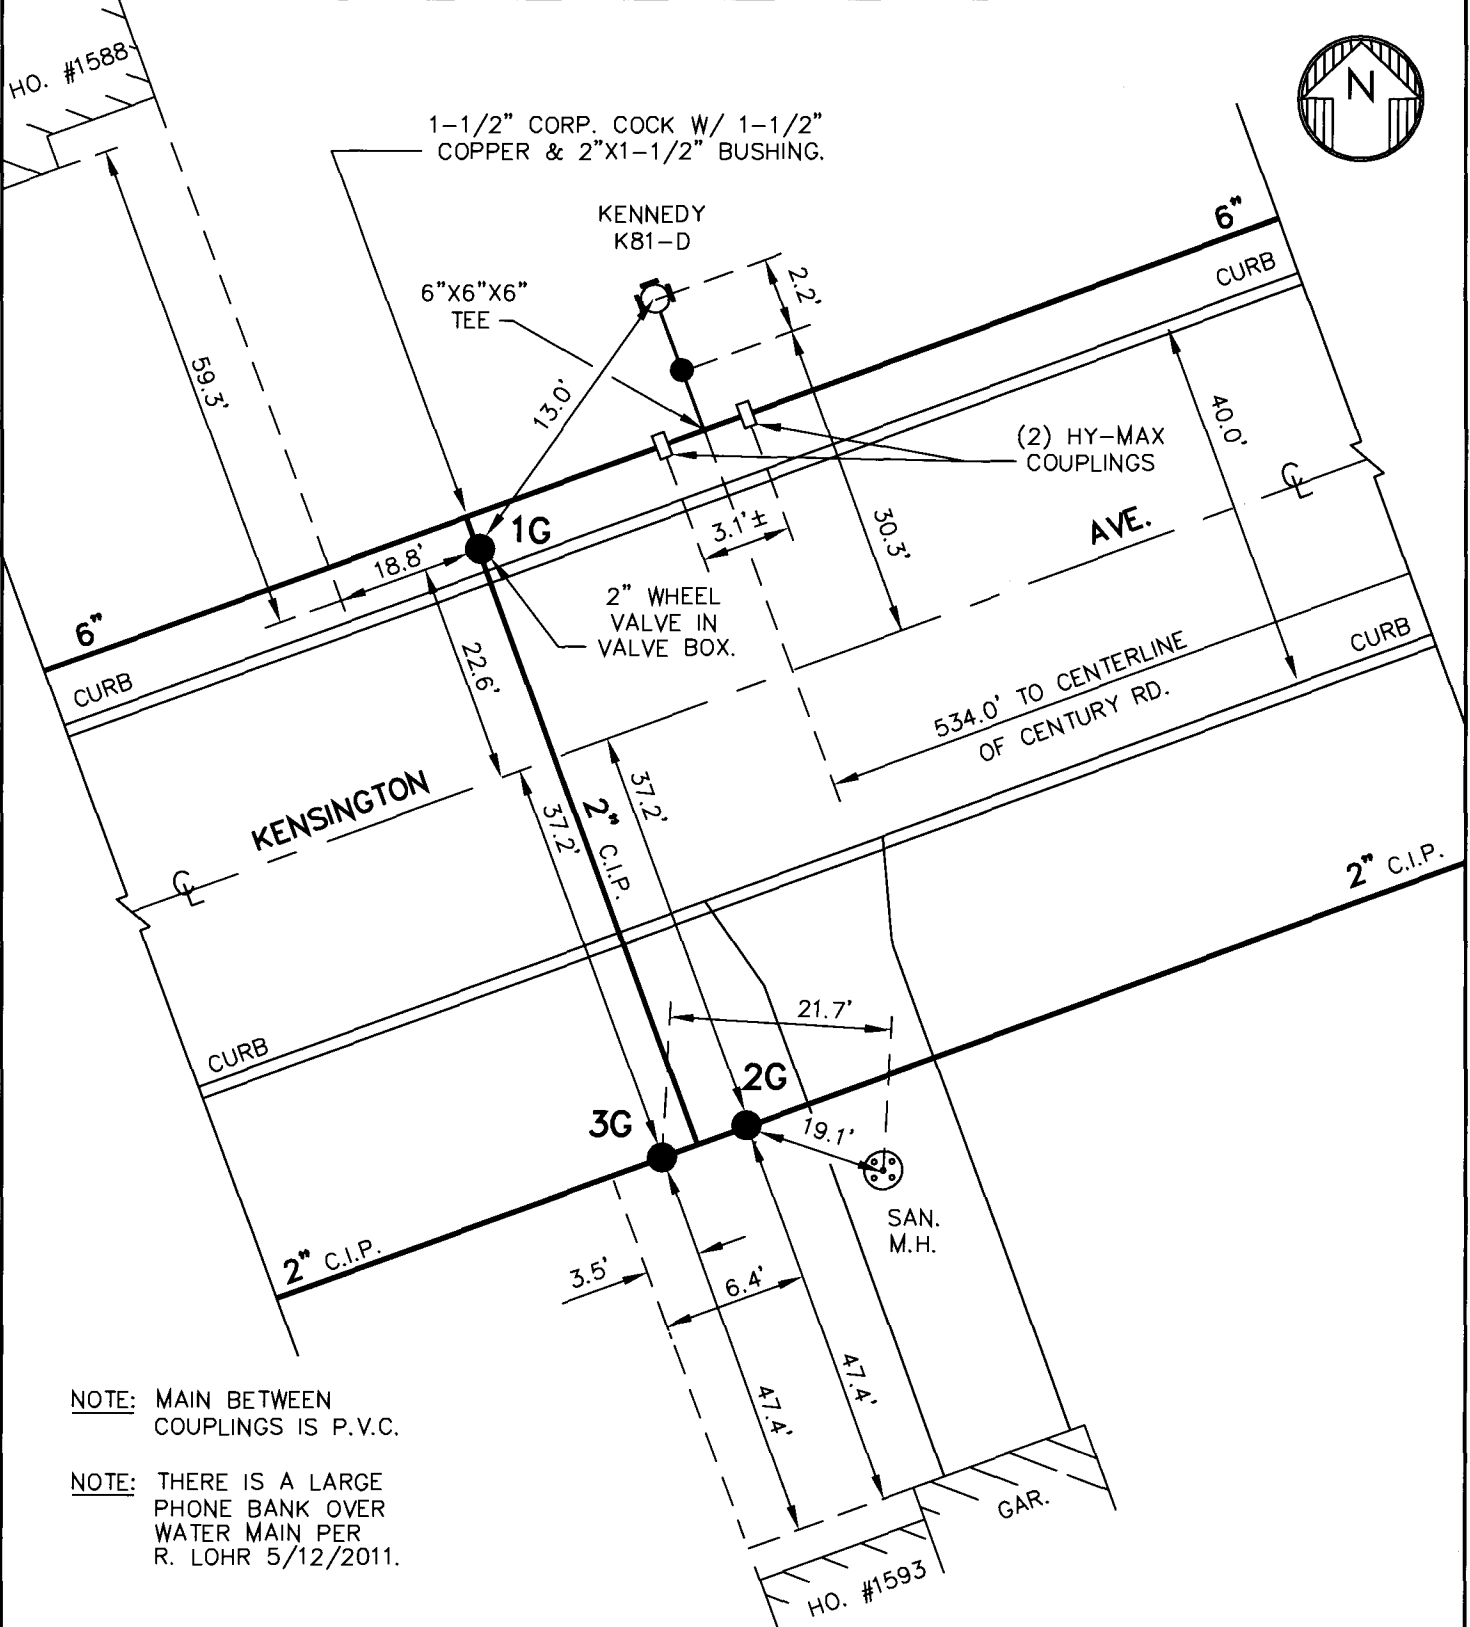 HO. #1588
N
1-1/2" CORP. COCK W/ 1-1/2"
COPPER & 2"X1-1/2" BUSHING.
KENNEDY
K81-D
6"
CURB
2.2'
6"X6"X6"
TEE
59.3'
13.0'
40.0'
(2) HY-MAX
COUPLINGS
℄
1G
3.1'±
30.3'
AVE.
18.8'
2" WHEEL
VALVE IN
VALVE BOX.
6"
CURB
22.6'
534.0' TO CENTERLINE
OF CENTURY RD.
CURB
KENSINGTON
℄
37.2'
37.2'
2" C.I.P.
2" C.I.P.
CURB
21.7'
2G
3G
19.1'
SAN.
M.H.
2" C.I.P.
3.5'
6.4'
47.4'
47.4'
NOTE: MAIN BETWEEN
COUPLINGS IS P.V.C.
NOTE: THERE IS A LARGE
PHONE BANK OVER
WATER MAIN PER
R. LOHR 5/12/2011.
GAR.
HO. #1593